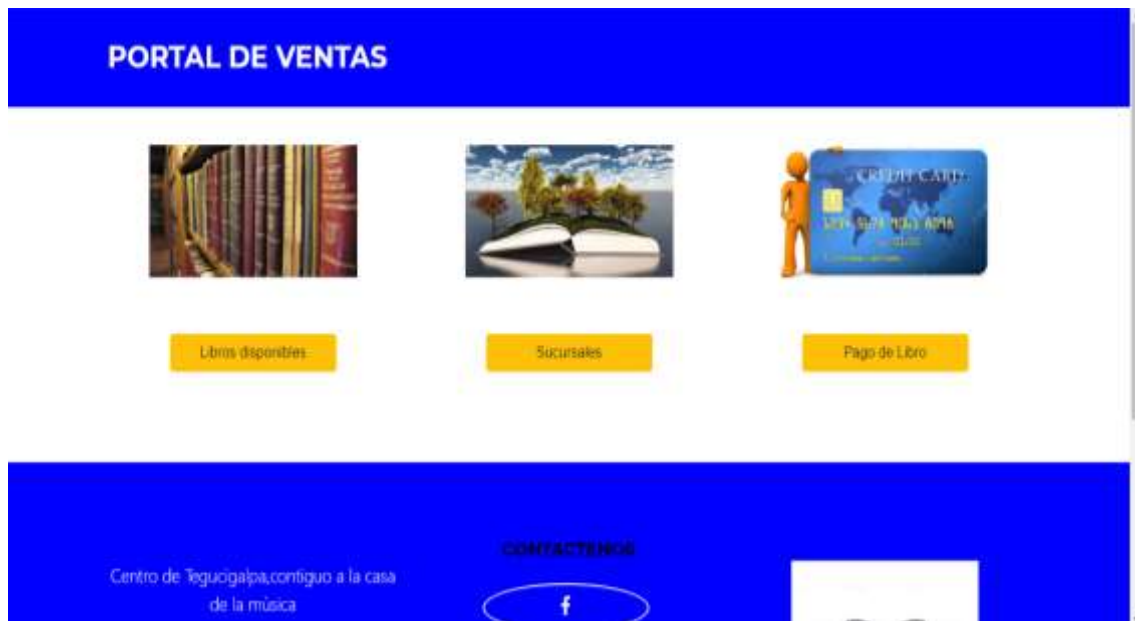 PORTAL DE VENTAS
CREDIT CARD
Libros disponibles
Sucursales
Pago de Libro
CONTACTENOS
Centro de Tegucigalpa,contiguo a la casa
de la música
f